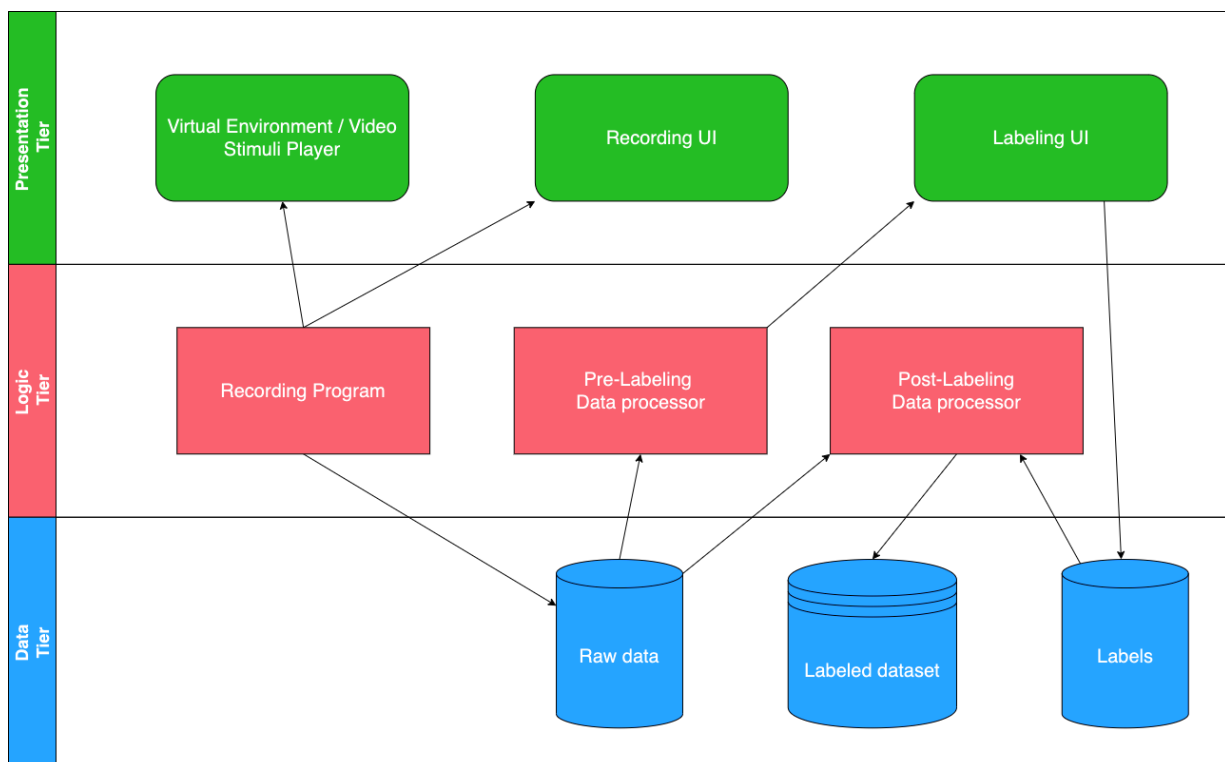 Presentation
Tier
Virtual Environment / Video
Stimuli Player
Recording UI
Labeling UI
Logic
Tier
Recording Program
Pre-Labeling
Data processor
Post-Labeling
Data processor
Data
Tier
Raw data
Labeled dataset
Labels